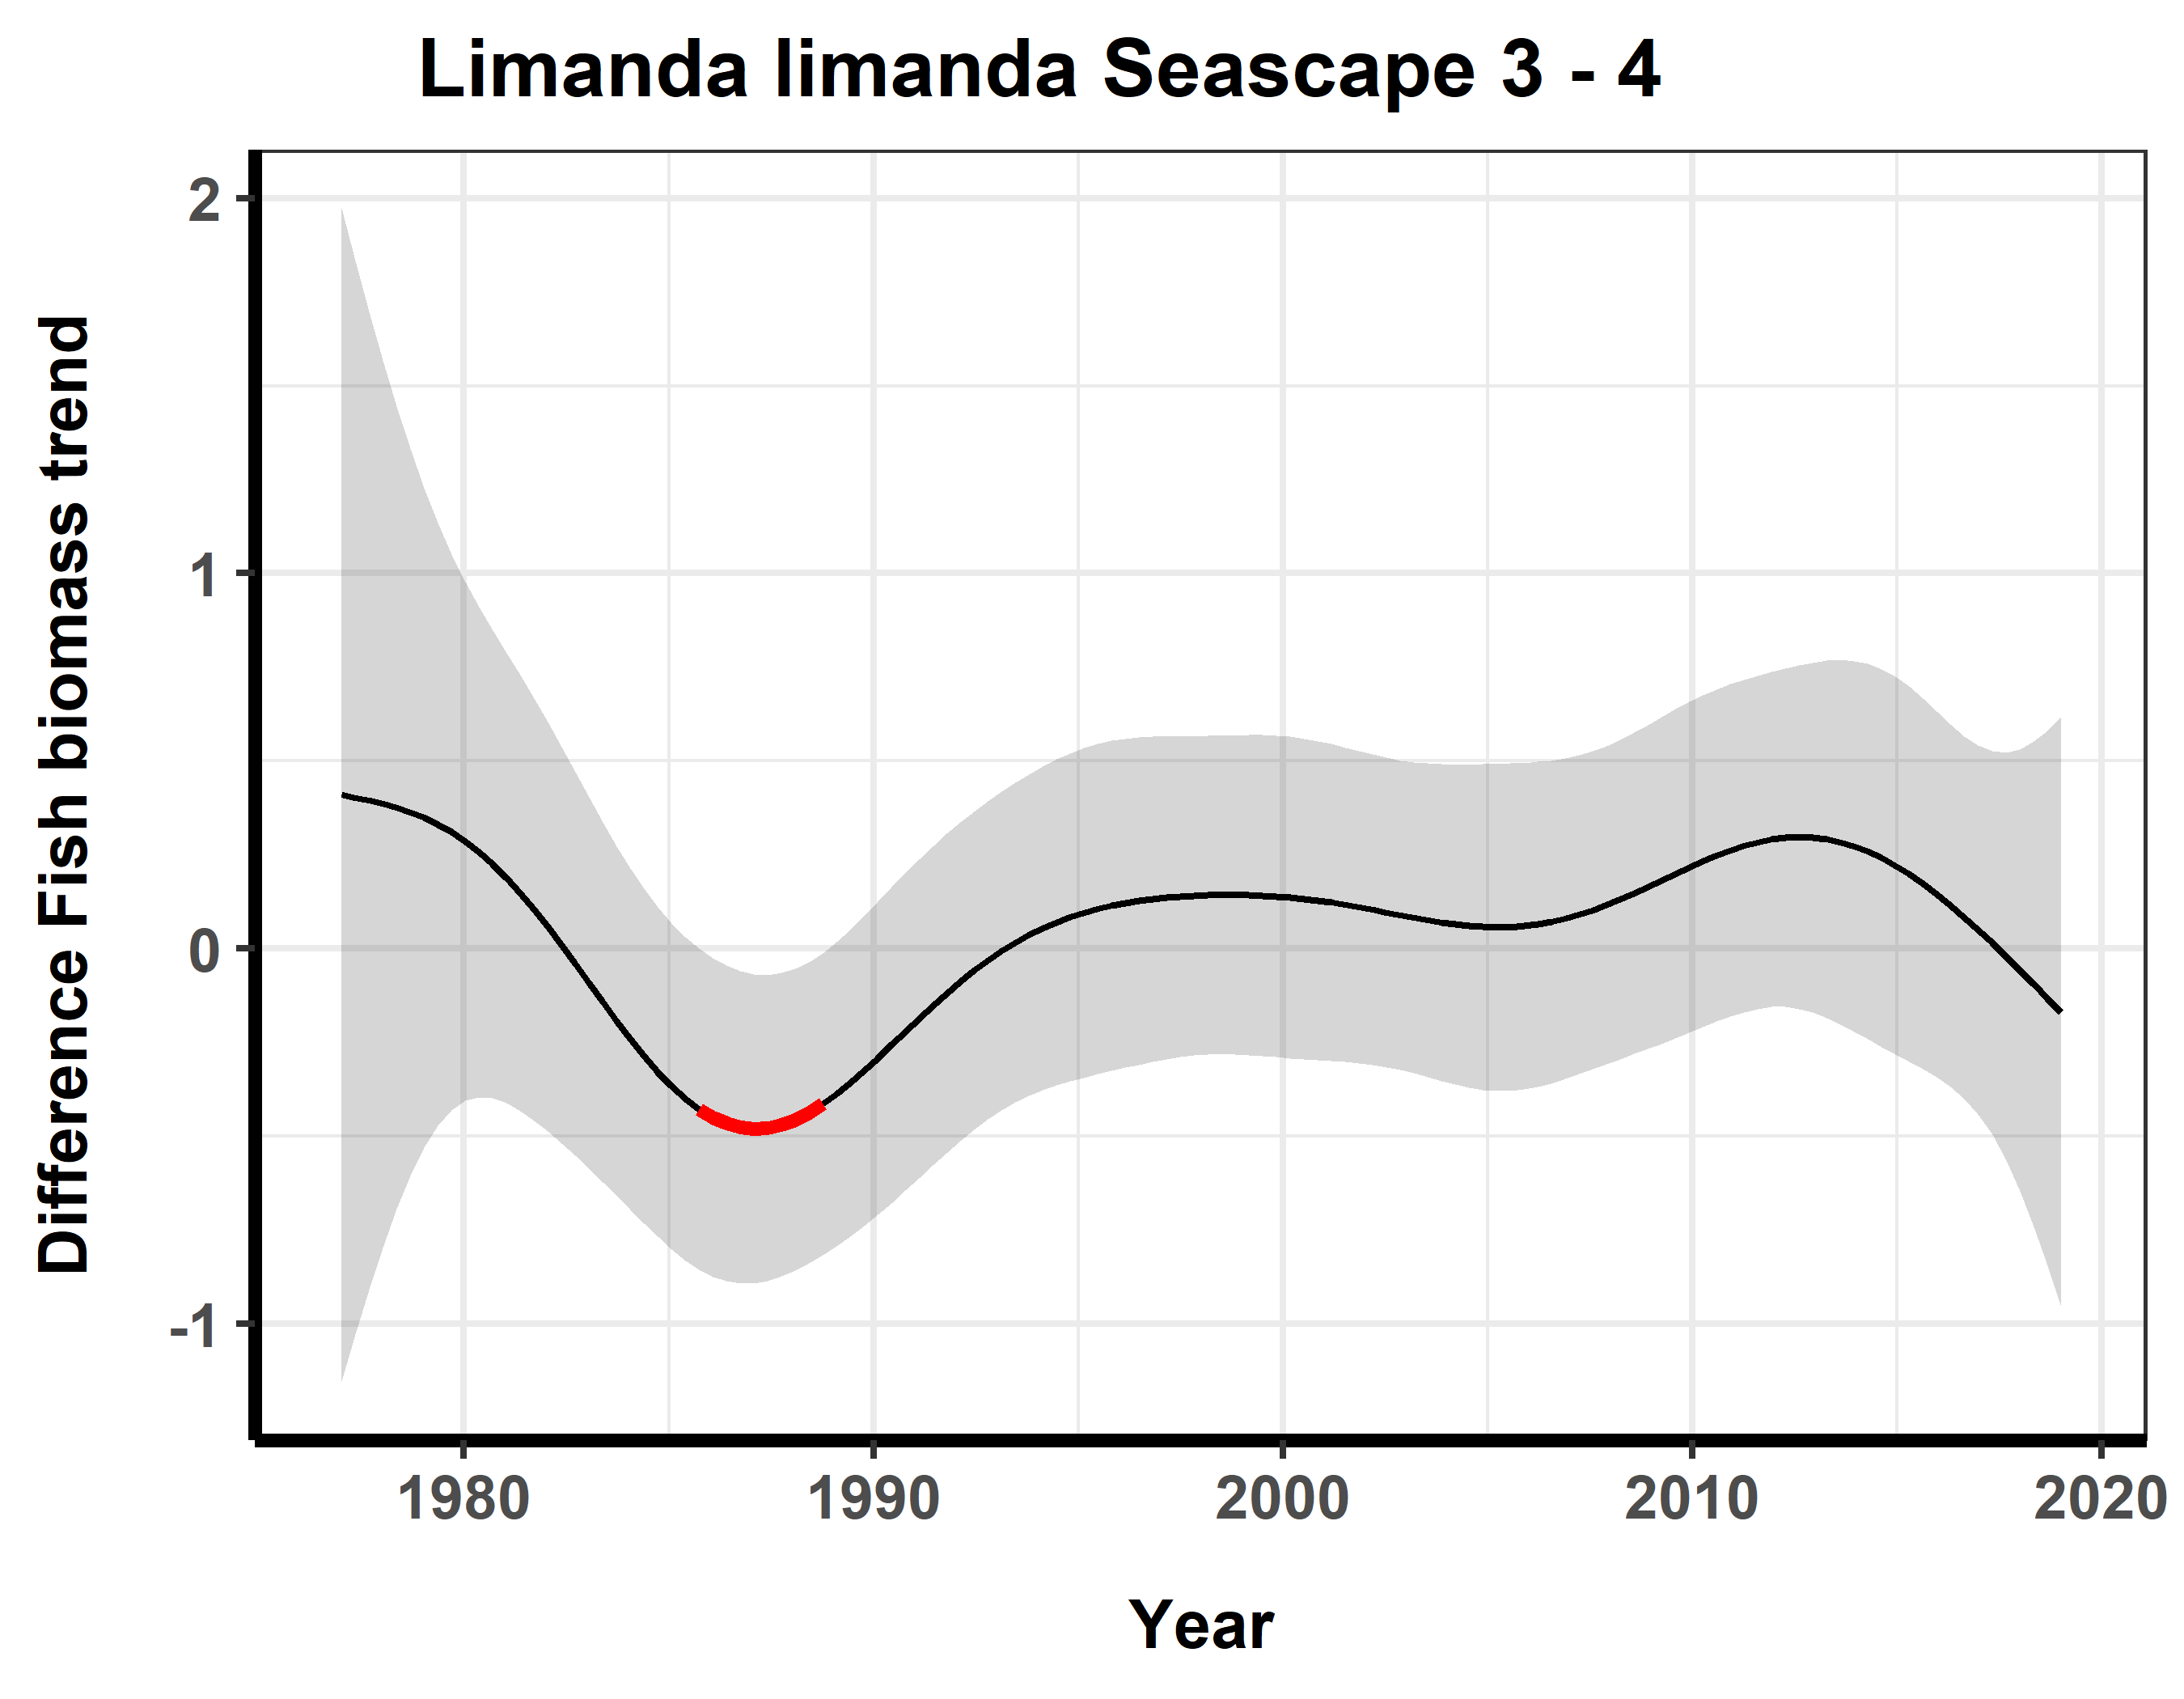 Limanda limanda Seascape 3 - 4
Difference Fish biomass trend
2
1
0
-1
1980 1990 2000 2010 2020
Year